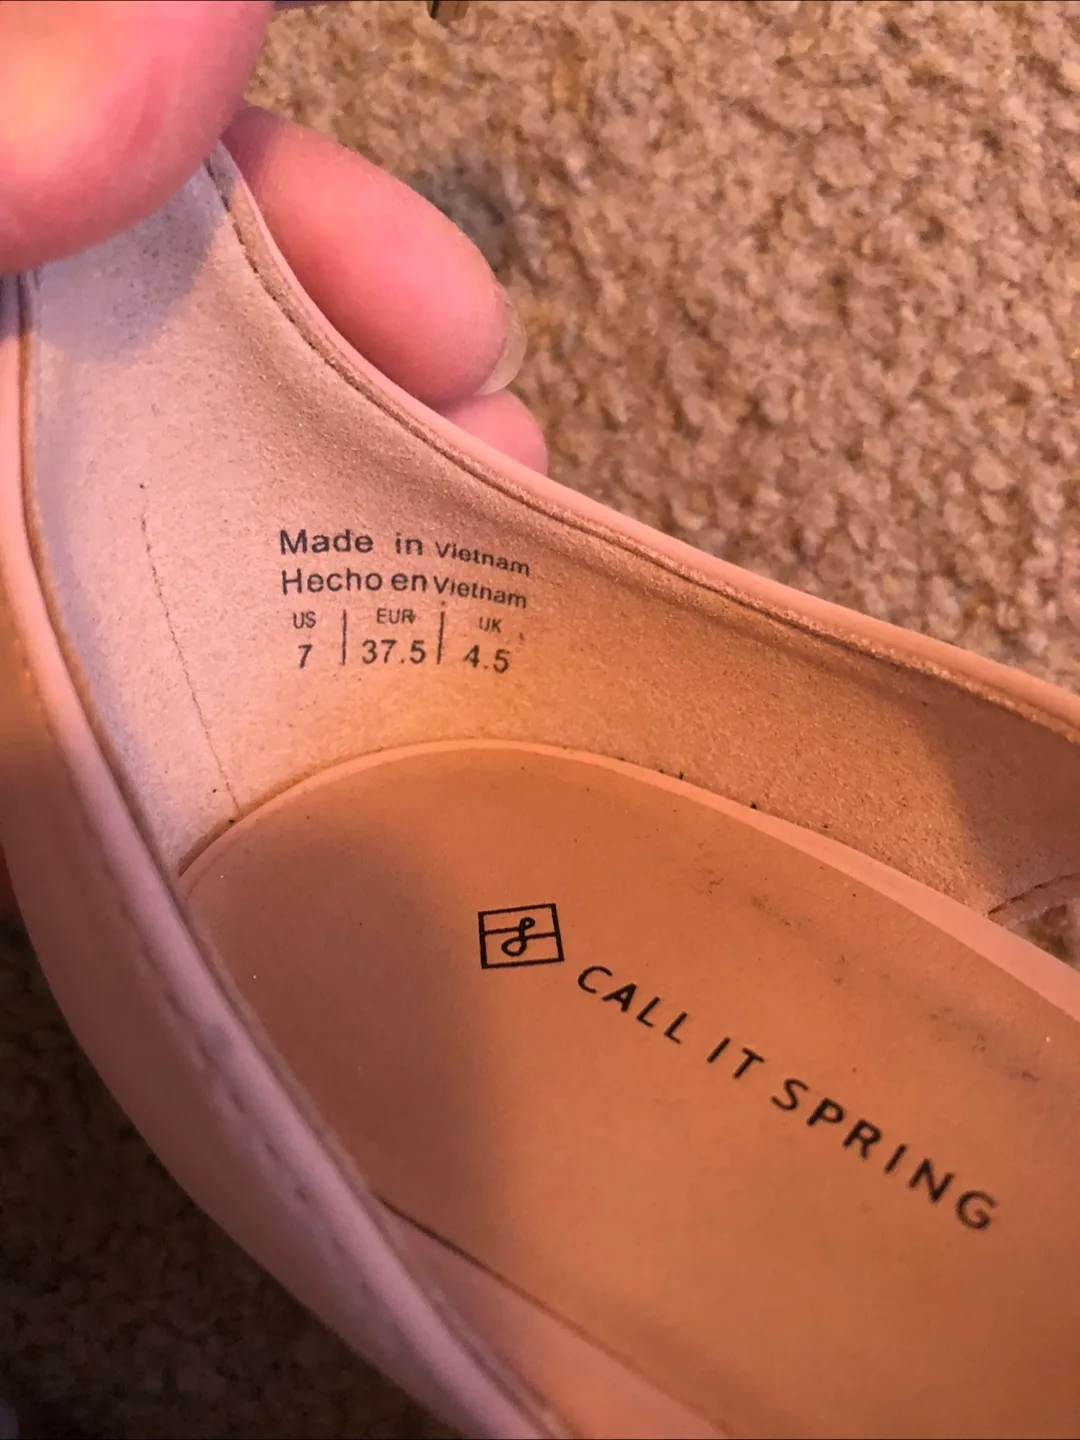 Made in Vietnam
Hecho en Vietnam
US | EUR | UK
7 | 37.5 | 4.5
CALL IT SPRING